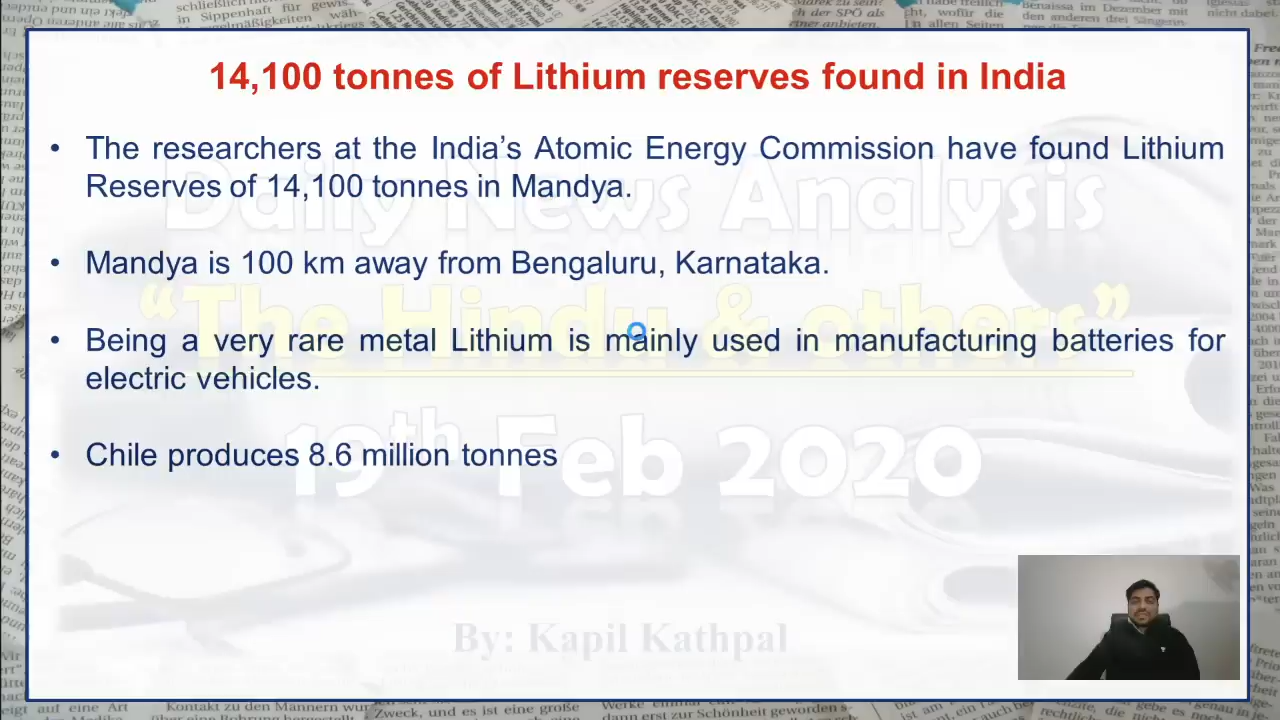 14,100 tonnes of Lithium reserves found in India
• The researchers at the India’s Atomic Energy Commission have found Lithium
Reserves of 14,100 tonnes in Mandya.
• Mandya is 100 km away from Bengaluru, Karnataka.
• Being a very rare metal Lithium is mainly used in manufacturing batteries for
electric vehicles.
• Chile produces 8.6 million tonnes
Daily News Analysis
“The Hindu & others”
19th Feb 2020
By: Kapil Kathpal